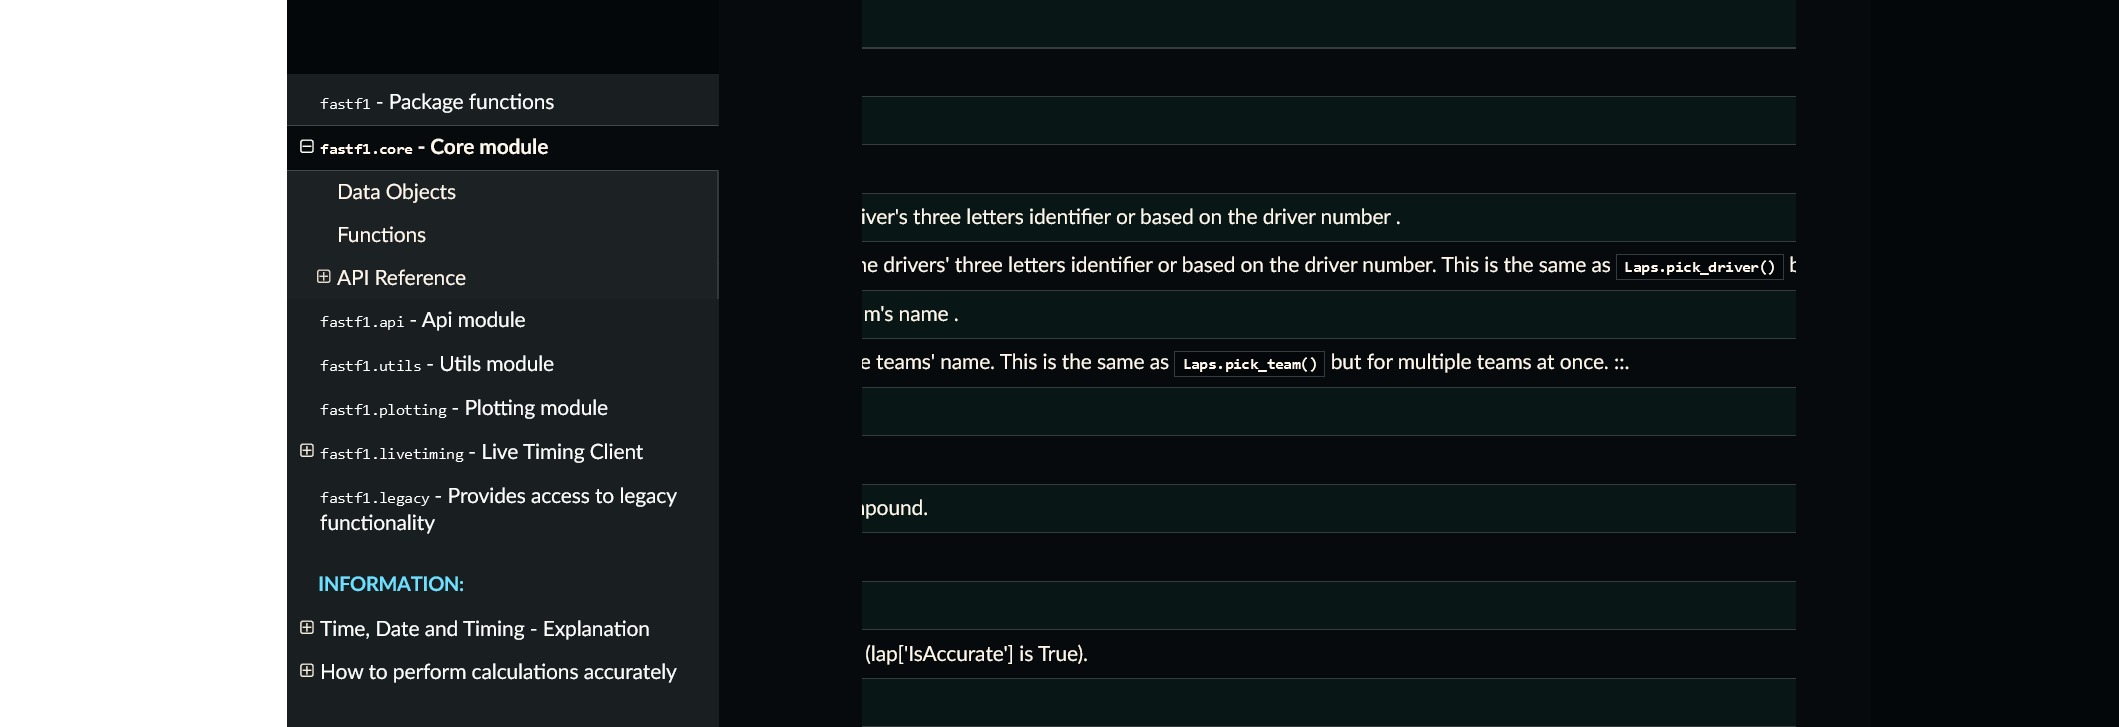 fastf1 - Package functions
fastf1.core - Core module
Data Objects
Functions
API Reference
fastf1.api - Api module
fastf1.utils - Utils module
fastf1.plotting - Plotting module
fastf1.livetiming - Live Timing Client
fastf1.legacy - Provides access to legacy
functionality
INFORMATION:
Time, Date and Timing - Explanation
How to perform calculations accurately
iver's three letters identifier or based on the driver number .
drivers' three letters identifier or based on the driver number. This is the same as Laps.pick_driver()
m's name .
e teams' name. This is the same as Laps.pick_team() but for multiple teams at once. ::.
pound.
(lap['IsAccurate'] is True).